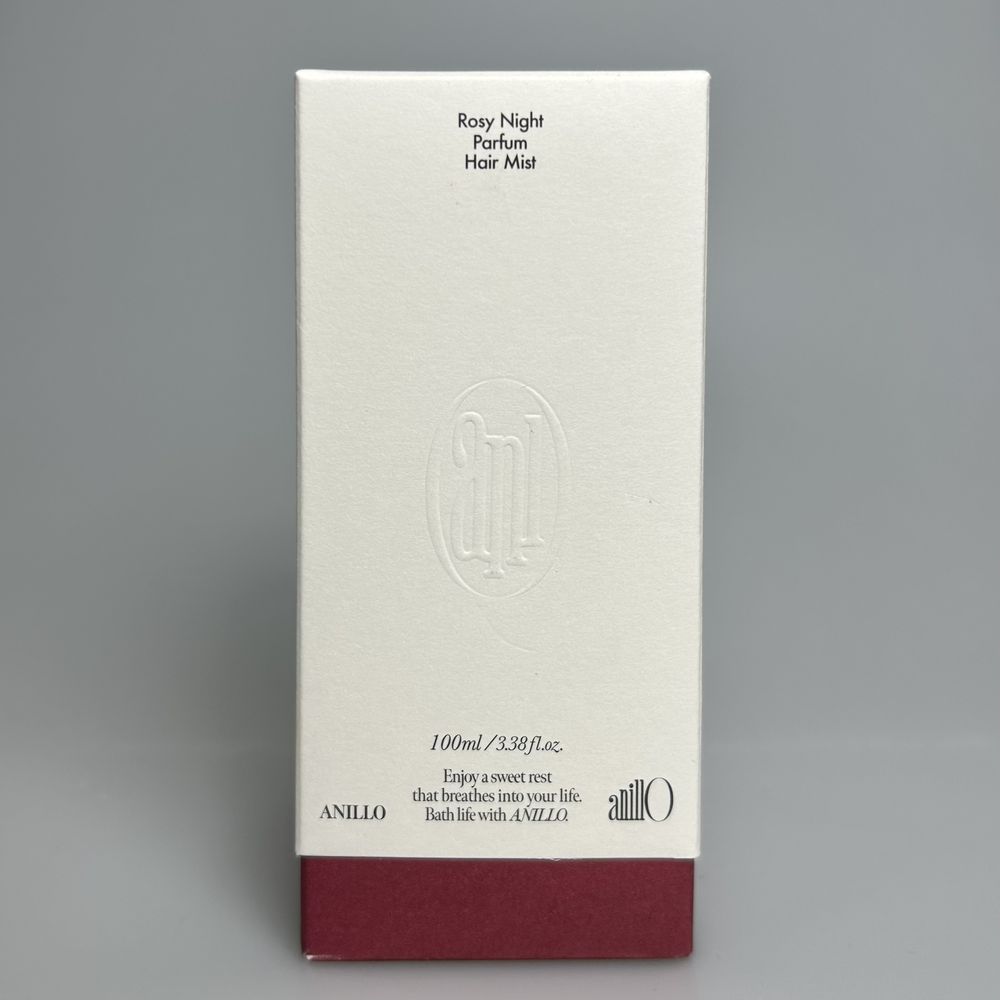 Rosy Night
Parfum
Hair Mist
anl
100ml / 3.38 fl.oz.
Enjoy a sweet rest
that breathes into your life.
Bath life with ANILLO.
ANILLO
anillO